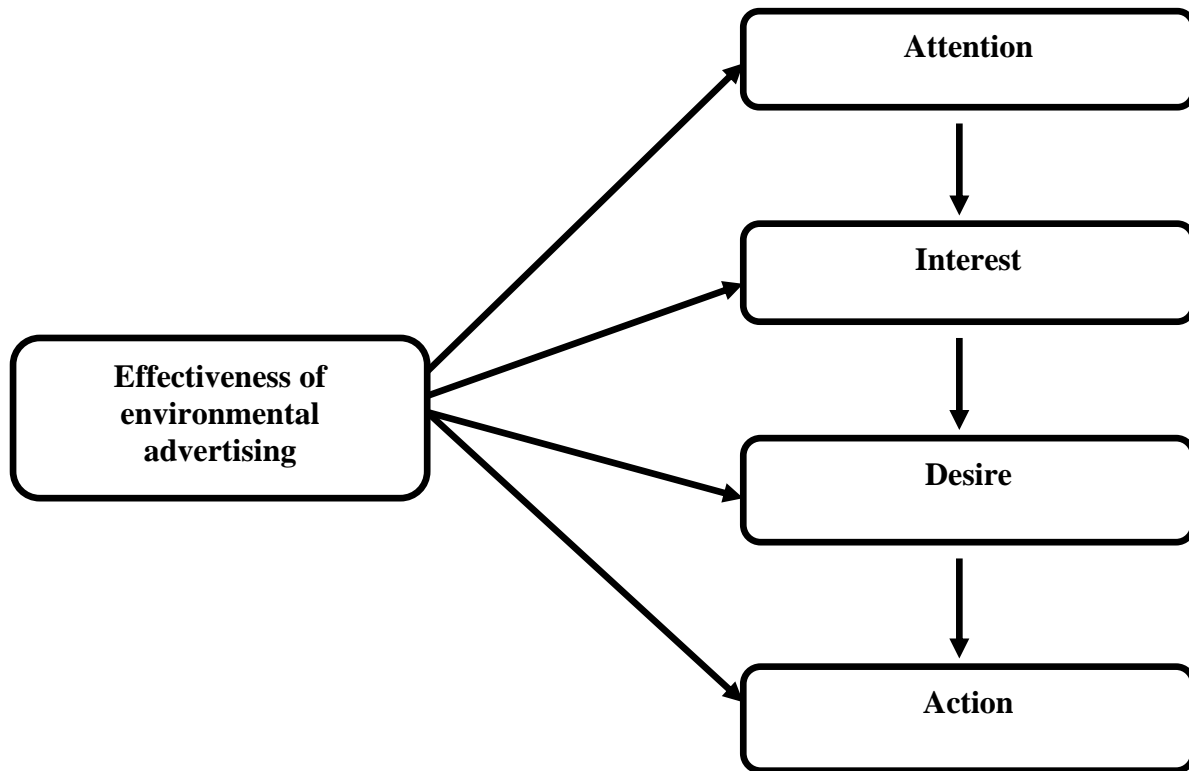 Attention
Interest
Effectiveness of
environmental
advertising
Desire
Action